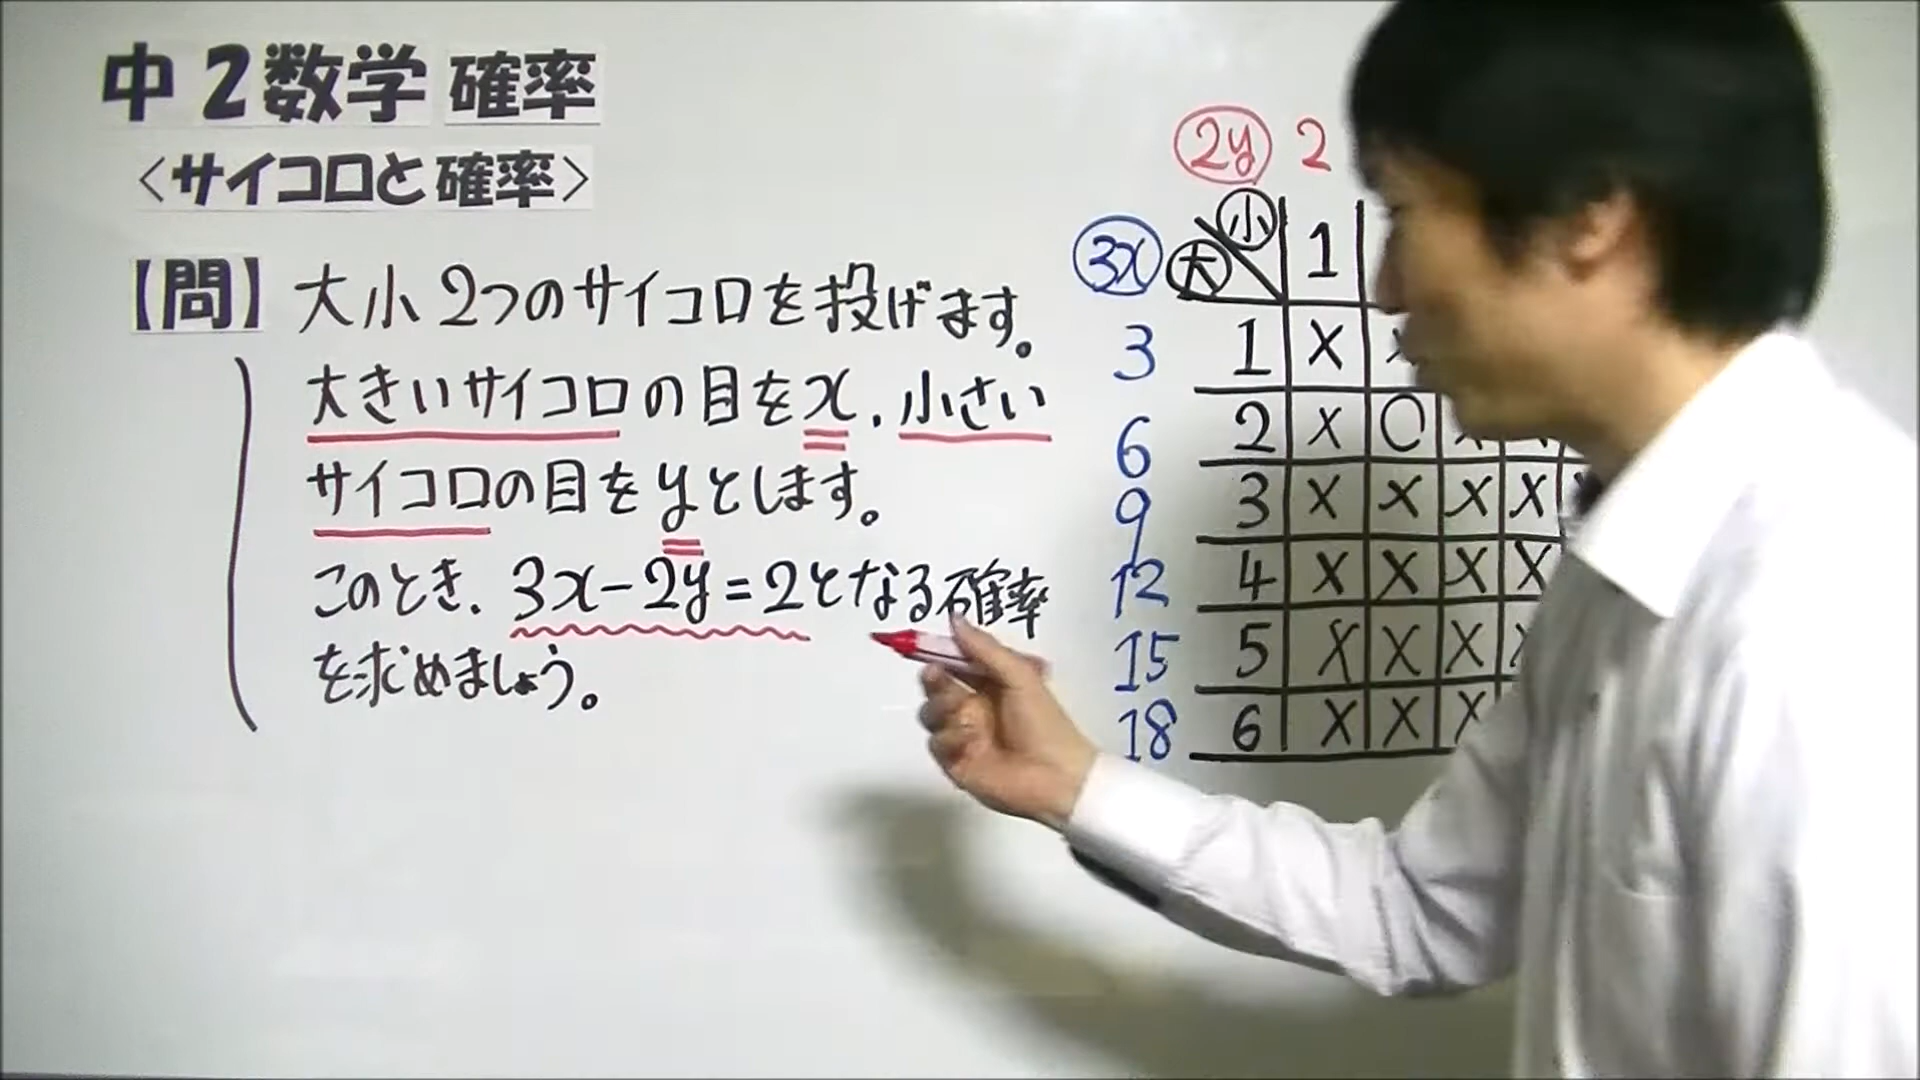 中2数学 確率
<サイコロと確率>
【問】大小2つのサイコロを投げます。
大きいサイコロの目をx、小さい
サイコロの目をyとします。
このとき、3x-2y=2となる確率
を求めましょう。
2y 2
小
3x 大 1
3 1 X
6 2 X O
9 3 X X X X
12 4 X X X X
15 5 X X X
18 6 X X X